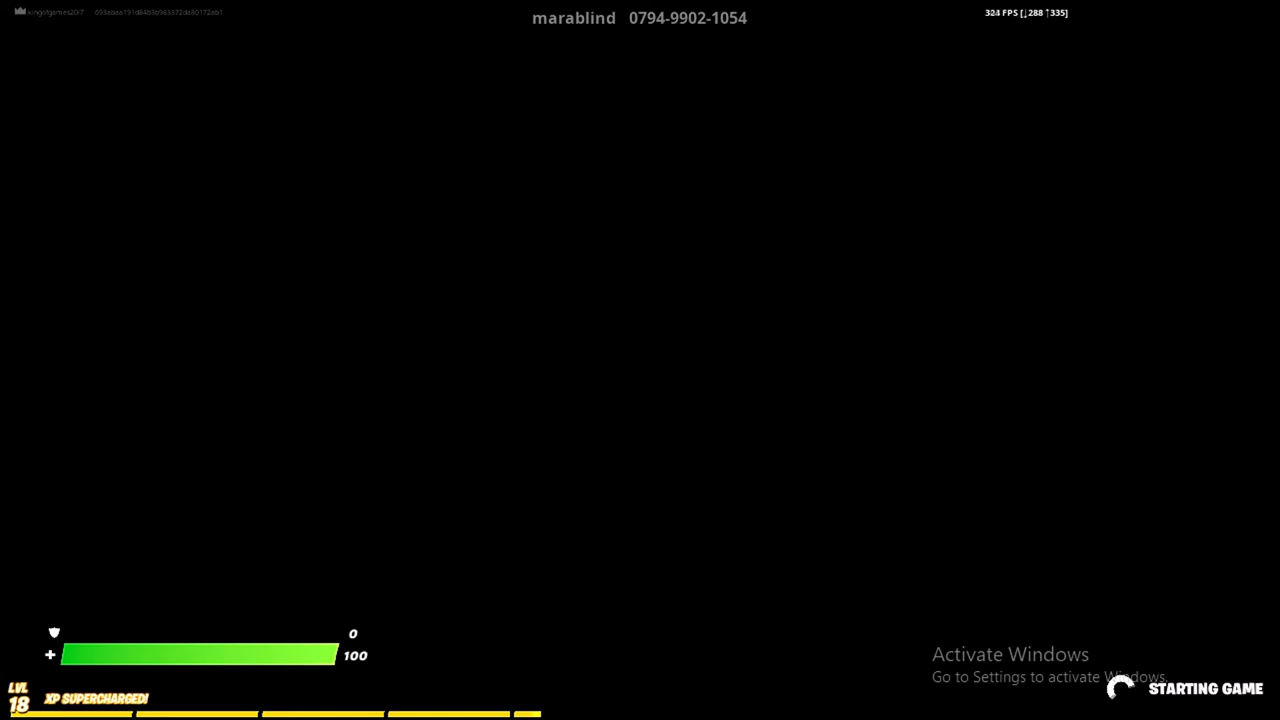 marablind 0794-9902-1054
324 FPS [↓288 ↑335]
0
100
Activate Windows
Go to Settings to activate Windows.
STARTING GAME
LVL
18
XP SUPERCHARGED!